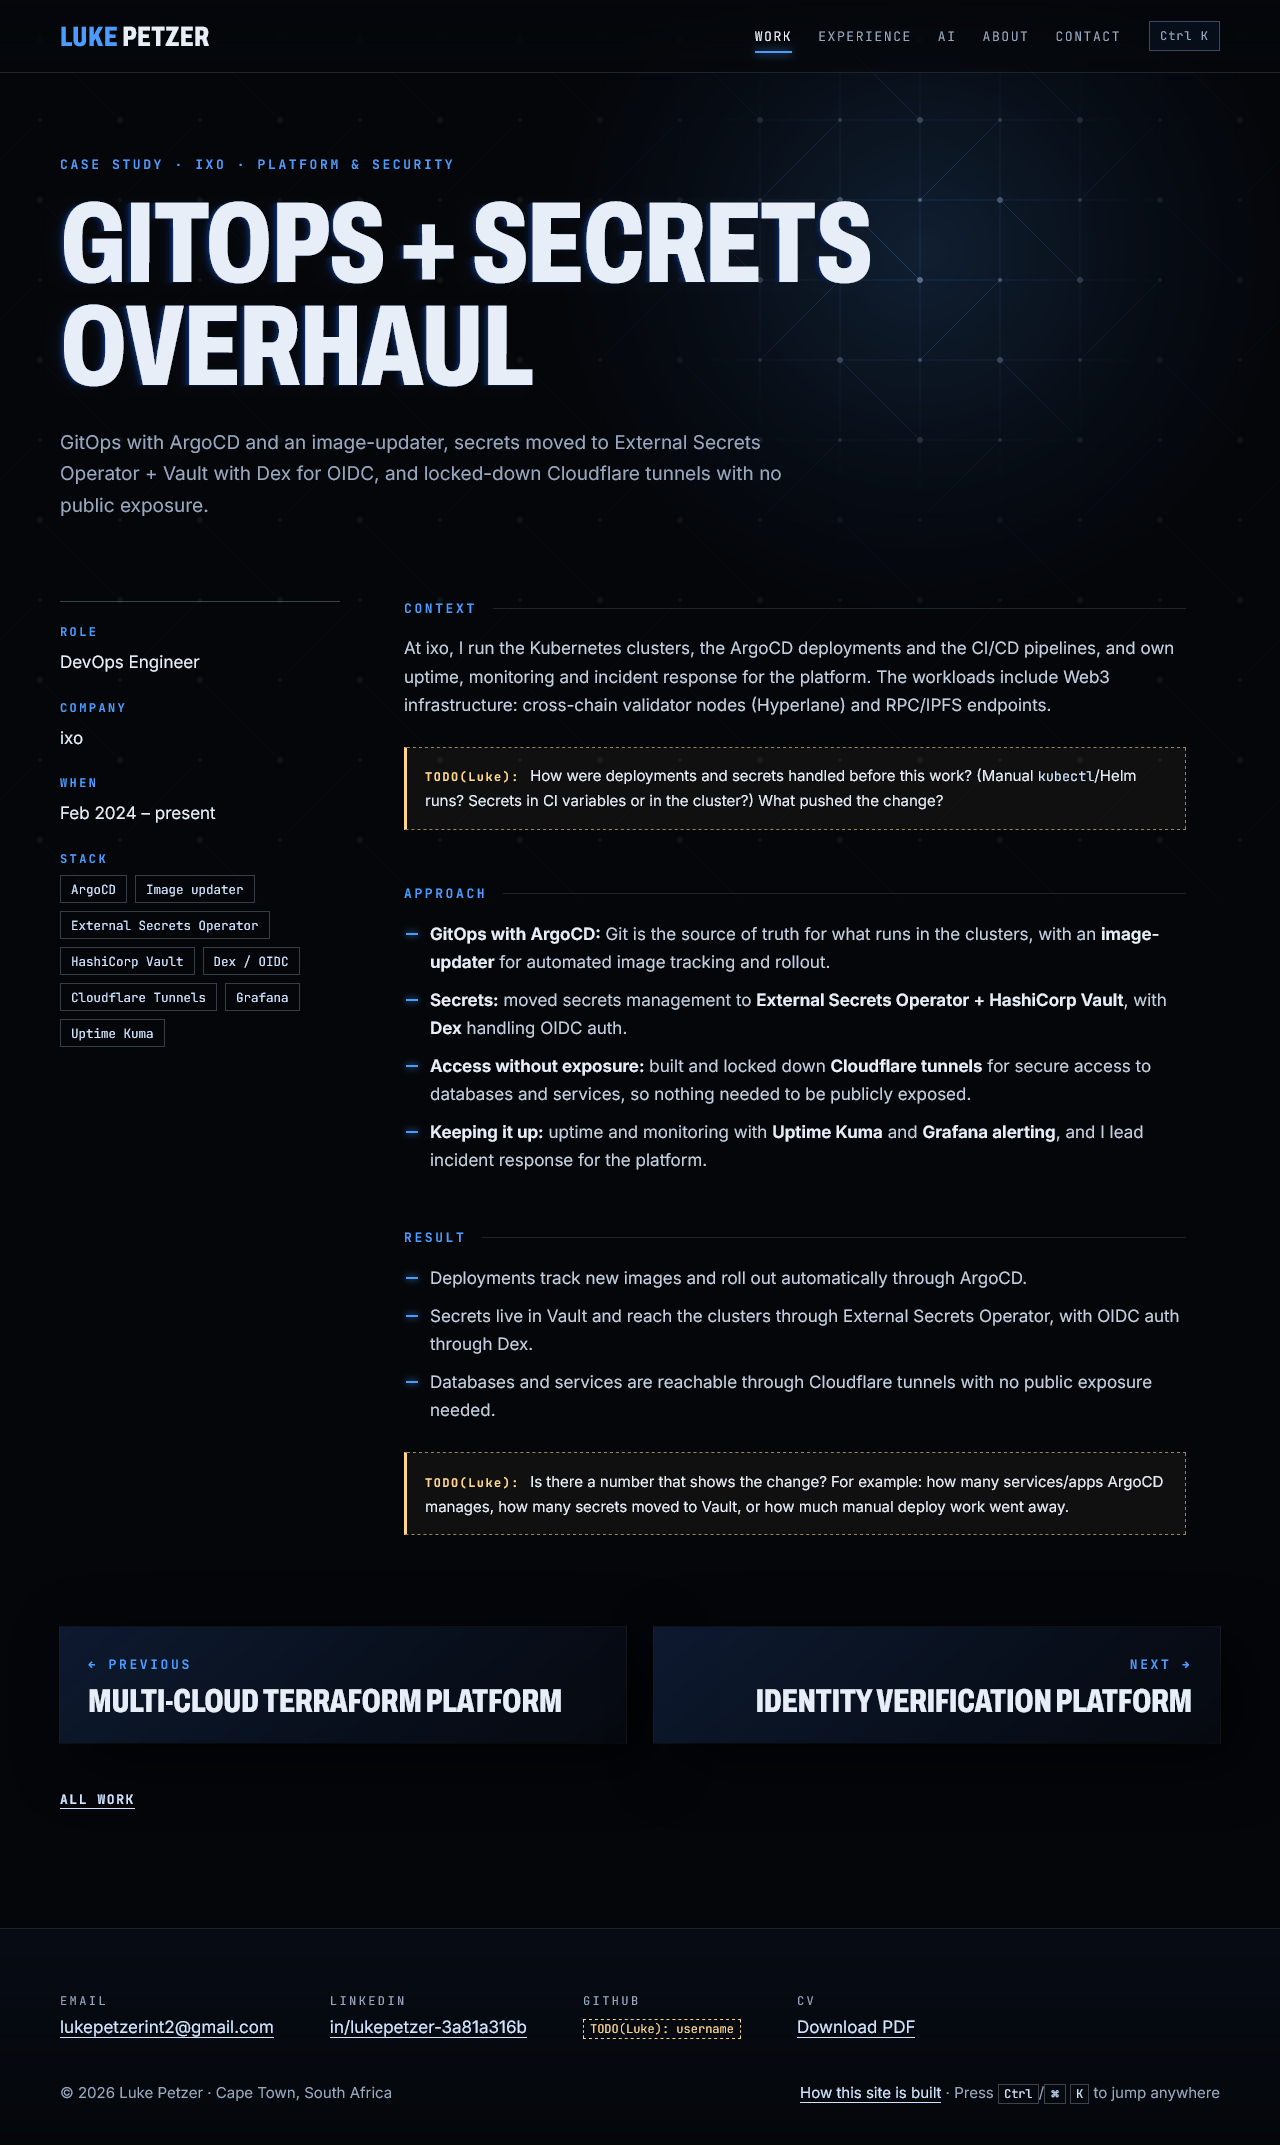 LUKE PETZER
WORK
EXPERIENCE
AI
ABOUT
CONTACT
Ctrl K
CASE STUDY · IXO · PLATFORM & SECURITY
GITOPS + SECRETS
OVERHAUL
GitOps with ArgoCD and an image-updater, secrets moved to External Secrets
Operator + Vault with Dex for OIDC, and locked-down Cloudflare tunnels with no
public exposure.
ROLE
DevOps Engineer
COMPANY
ixo
WHEN
Feb 2024 – present
STACK
ArgoCD
Image updater
External Secrets Operator
HashiCorp Vault
Dex / OIDC
Cloudflare Tunnels
Grafana
Uptime Kuma
CONTEXT
At ixo, I run the Kubernetes clusters, the ArgoCD deployments and the CI/CD pipelines, and own
uptime, monitoring and incident response for the platform. The workloads include Web3
infrastructure: cross-chain validator nodes (Hyperlane) and RPC/IPFS endpoints.
TODO(Luke): How were deployments and secrets handled before this work? (Manual kubectl/Helm
runs? Secrets in CI variables or in the cluster?) What pushed the change?
APPROACH
— GitOps with ArgoCD: Git is the source of truth for what runs in the clusters, with an image-
updater for automated image tracking and rollout.
— Secrets: moved secrets management to External Secrets Operator + HashiCorp Vault, with
Dex handling OIDC auth.
— Access without exposure: built and locked down Cloudflare tunnels for secure access to
databases and services, so nothing needed to be publicly exposed.
— Keeping it up: uptime and monitoring with Uptime Kuma and Grafana alerting, and I lead
incident response for the platform.
RESULT
— Deployments track new images and roll out automatically through ArgoCD.
— Secrets live in Vault and reach the clusters through External Secrets Operator, with OIDC auth
through Dex.
— Databases and services are reachable through Cloudflare tunnels with no public exposure
needed.
TODO(Luke): Is there a number that shows the change? For example: how many services/apps ArgoCD
manages, how many secrets moved to Vault, or how much manual deploy work went away.
← PREVIOUS
MULTI-CLOUD TERRAFORM PLATFORM
NEXT →
IDENTITY VERIFICATION PLATFORM
ALL WORK
EMAIL
lukepetzerint2@gmail.com
LINKEDIN
in/lukepetzer-3a81a316b
GITHUB
TODO(Luke): username
CV
Download PDF
© 2026 Luke Petzer · Cape Town, South Africa
How this site is built · Press Ctrl/⌘ K to jump anywhere